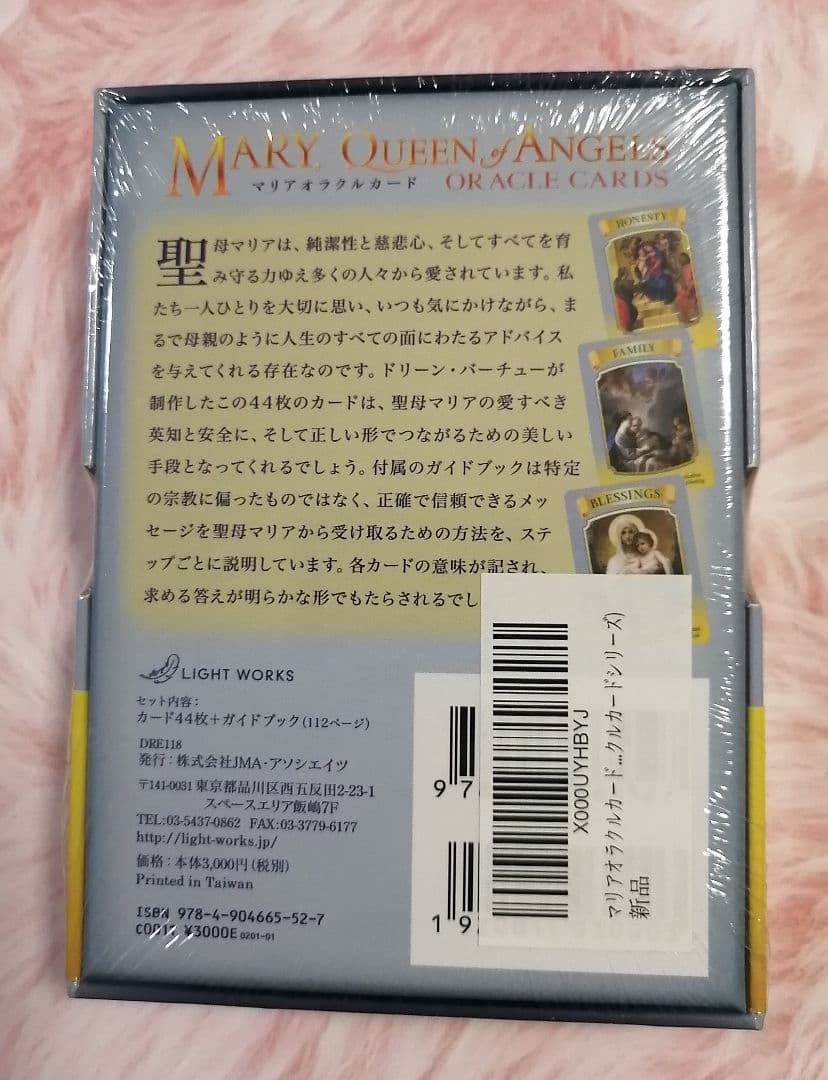 MARY, QUEEN of ANGELS
マリアオラクルカード ORACLE CARDS
聖母マリアは、純潔性と慈悲心、そしてすべてを育
み守る力ゆえ多くの人々から愛されています。私
たち一人ひとりを大切に思い、いつも気にかけながら、ま
るで母親のように人生のすべての面にわたるアドバイス
を与えてくれる存在なのです。ドリーン・バーチューが
制作したこの44枚のカードは、聖母マリアの愛すべき
英知と安全に、そして正しい形でつながるための美しい
手段となってくれるでしょう。付属のガイドブックは特定
の宗教に偏ったものではなく、正確で信頼できるメッ
セージを聖母マリアから受け取るための方法を、ステ
ップごとに説明しています。各カードの意味が記され、
求める答えが明らかな形でもたらされるでし
HONESTY
FAMILY
BLESSINGS
LIGHT WORKS
セット内容：
カード44枚＋ガイドブック(112ページ)
DRE118
発行：株式会社JMA・アソシエイツ
〒141-0031 東京都品川区西五反田2-23-1
スペースエリア飯嶋7F
TEL:03-5437-0862 FAX:03-3779-6177
http://light-works.jp/
価格：本体3,000円(税別)
Printed in Taiwan
ISBN 978-4-904665-52-7
C0011 ¥3000E 0201-01
97
19
X000UYHBYJ
マリアオラクルカード...クルカードシリーズ)
新品